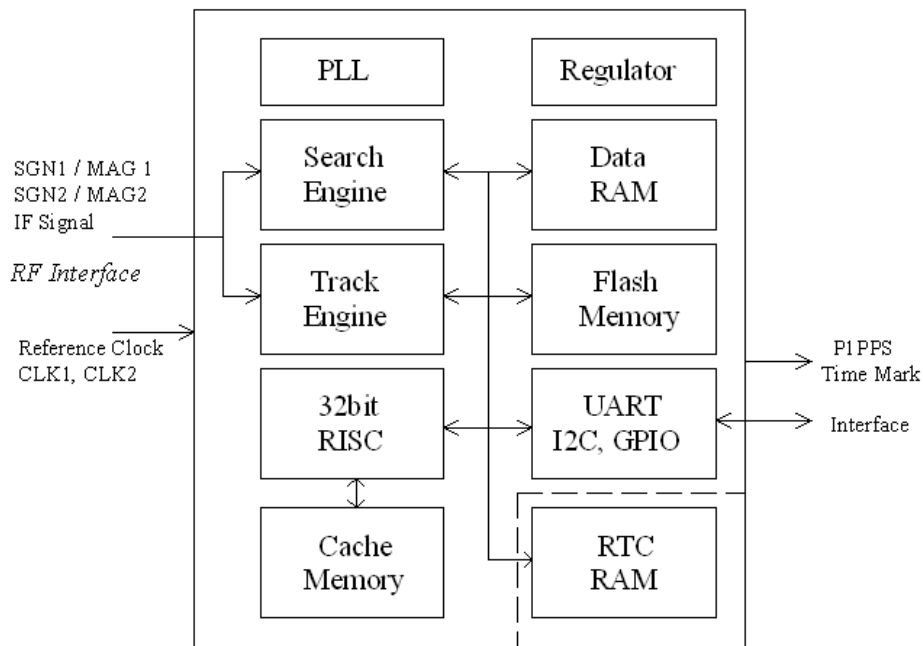 PLL
Regulator
Search
Engine
Data
RAM
SGN1 / MAG 1
SGN2 / MAG2
IF Signal
RF Interface
Track
Engine
Flash
Memory
Reference Clock
CLK1, CLK2
P1PPS
Time Mark
32bit
RISC
UART
I2C, GPIO
Interface
Cache
Memory
RTC
RAM